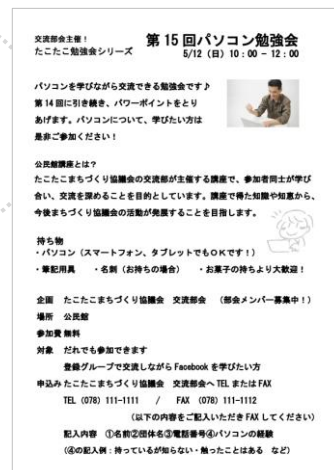 交流部会主催!
たこたこ勉強会シリーズ
第15回パソコン勉強会
5/12(日)10:00-12:00
パソコンを学びながら交流できる勉強会です♪
第14回に引き続き、パワーポイントをとり
あげます。パソコンについて、学びたい方は
是非ご参加ください!
公民館講座とは?
たこたこまちづくり協議会の交流部が主催する講座で、参加者同士が学び
合い、交流を深めることを目的としています。講座で得た知識や知恵から、
今後まちづくり協議会の活動が発展することを目指します。
持ち物
・パソコン(スマートフォン、タブレットでもOKです!)
・筆記用具 ・名刺(お持ちの場合) ・お菓子の持ちより大歓迎!
企画 たこたこまちづくり協議会 交流部会 (部会メンバー募集中!)
場所 公民館
参加費 無料
対象 だれでも参加できます
登録グループで交流しながらFacebookを学びたい方
申込み たこたこまちづくり協議会 交流部会へTELまたはFAX
TEL (078) 111-1111 / FAX (078) 111-1112
(以下の内容をご記入いただきFAXしてください)
記入内容 ①名前②団体名③電話番号④パソコンの経験
(④の記入例:持っているが知らない・触ったことはある など)